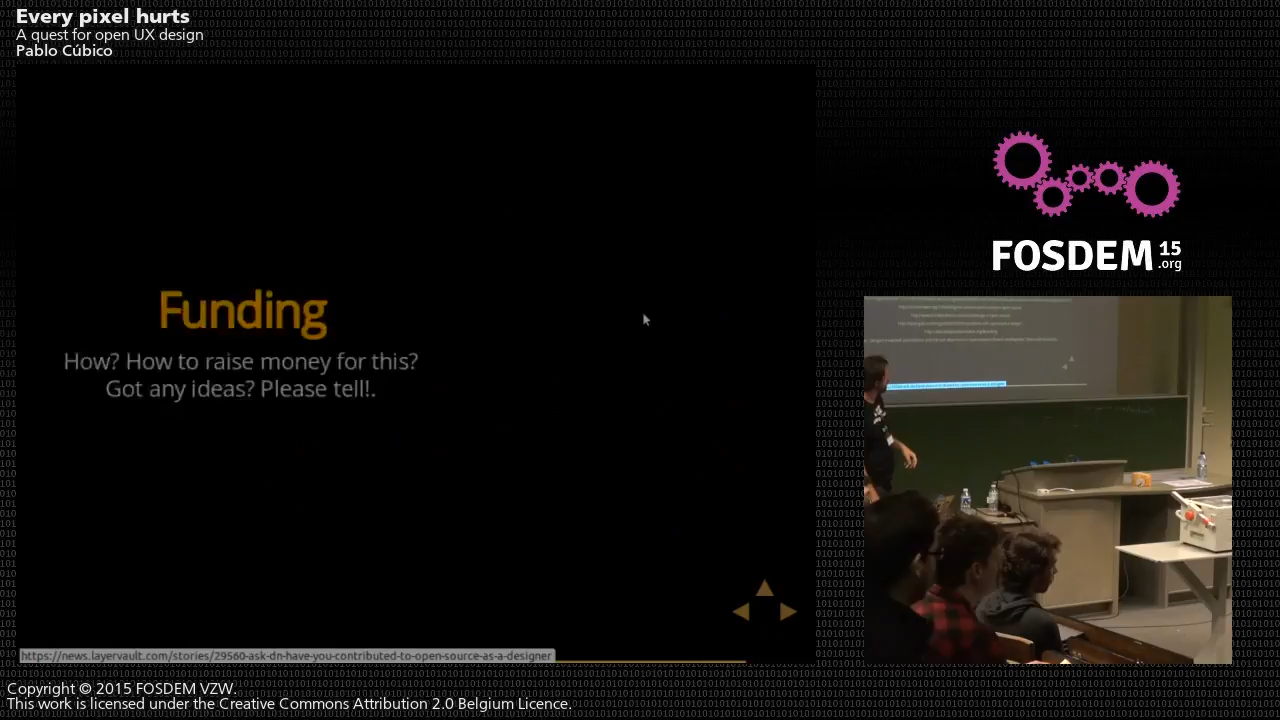 Every pixel hurts
A quest for open UX design
Pablo Cúbico
FOSDEM 15
.org
Funding
How? How to raise money for this?
Got any ideas? Please tell!.
https://news.layervault.com/stories/29560-ask-dn-have-you-contributed-to-open-source-as-a-designer
Copyright © 2015 FOSDEM VZW.
This work is licensed under the Creative Commons Attribution 2.0 Belgium Licence.